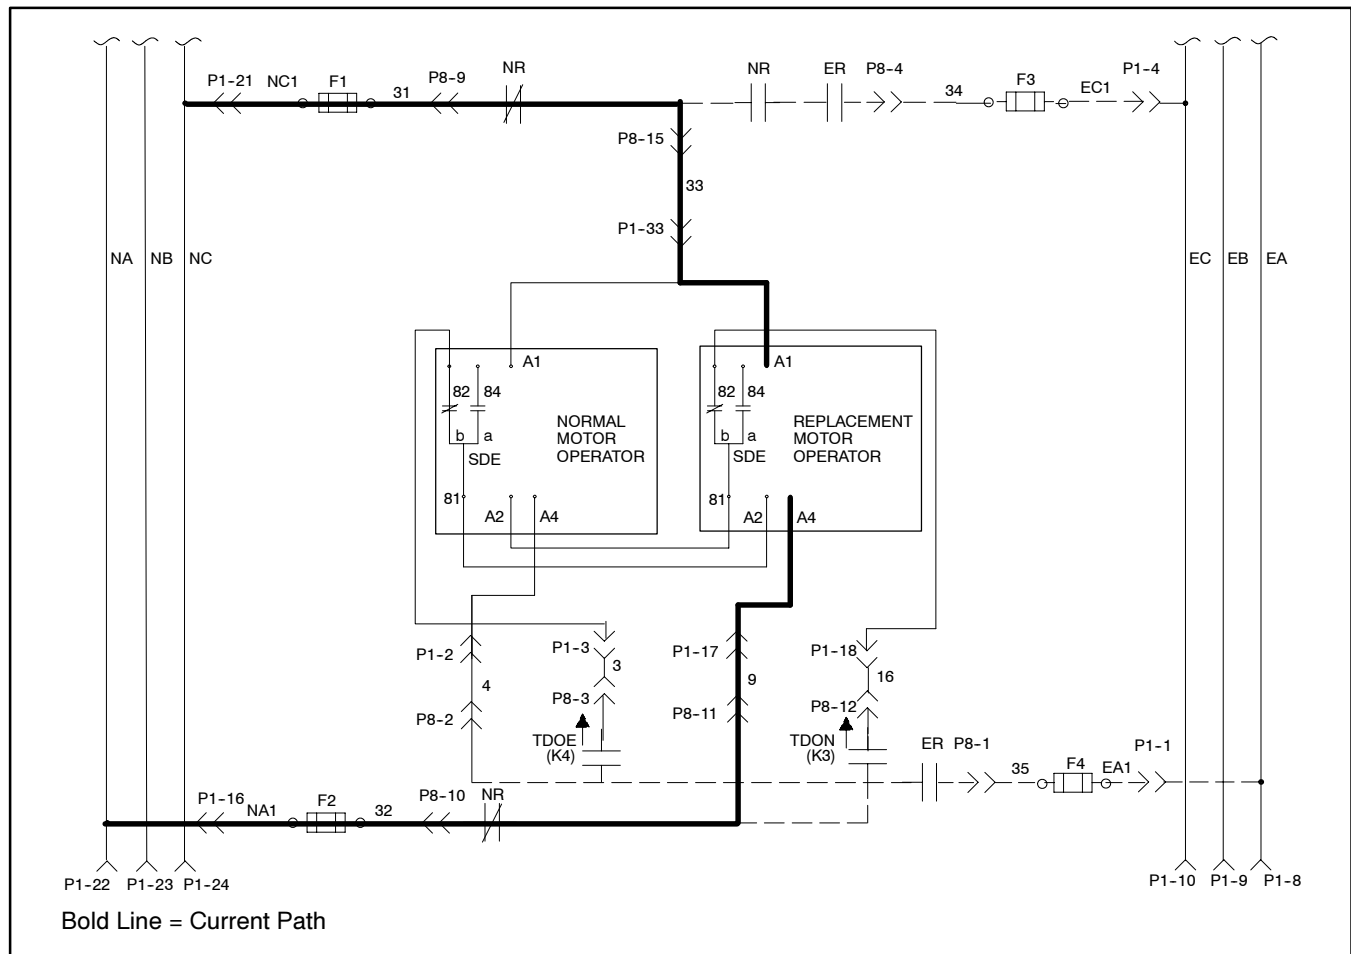 P1-21 NC1 F1 31 P8-9 NR NR ER P8-4 34 F3 EC1 P1-4
P8-15
33
P1-33
NA NB NC EC EB EA
A1 A1
82 84 82 84
NORMAL MOTOR OPERATOR
REPLACEMENT MOTOR OPERATOR
b a b a
SDE SDE
81 A2 A4 81 A2 A4
P1-2 P1-3 P1-17 P1-18
4 3 9 16
P8-2 P8-3 P8-11 P8-12
TDOE (K4)
TDON (K3)
ER P8-1 35 F4 EA1 P1-1
P1-16 NA1 F2 32 P8-10 NR
P1-22 P1-23 P1-24 P1-10 P1-9 P1-8
Bold Line = Current Path